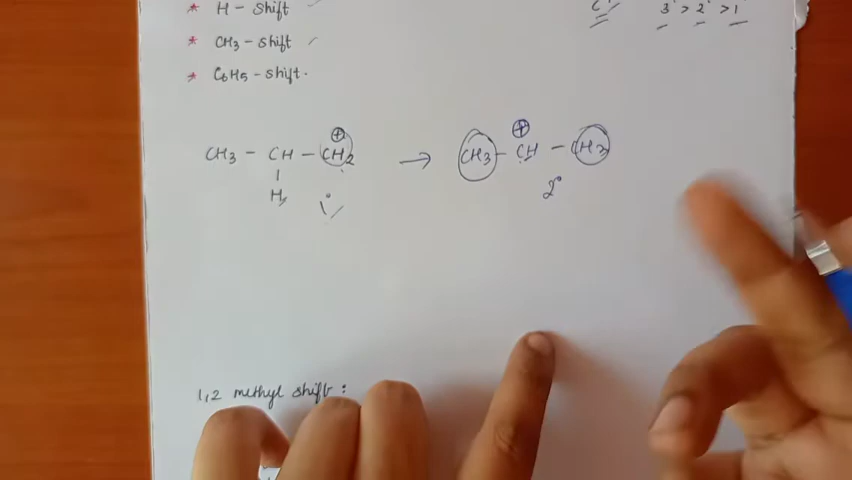 * H - Shift
C⁺ 3° > 2° > 1°
* CH3 - shift
* C6H5 - shift.
⊕ ⊕
CH3 - CH - CH2 → CH3 - CH - CH3
|
H 1° 2°
1,2 methyl shift :